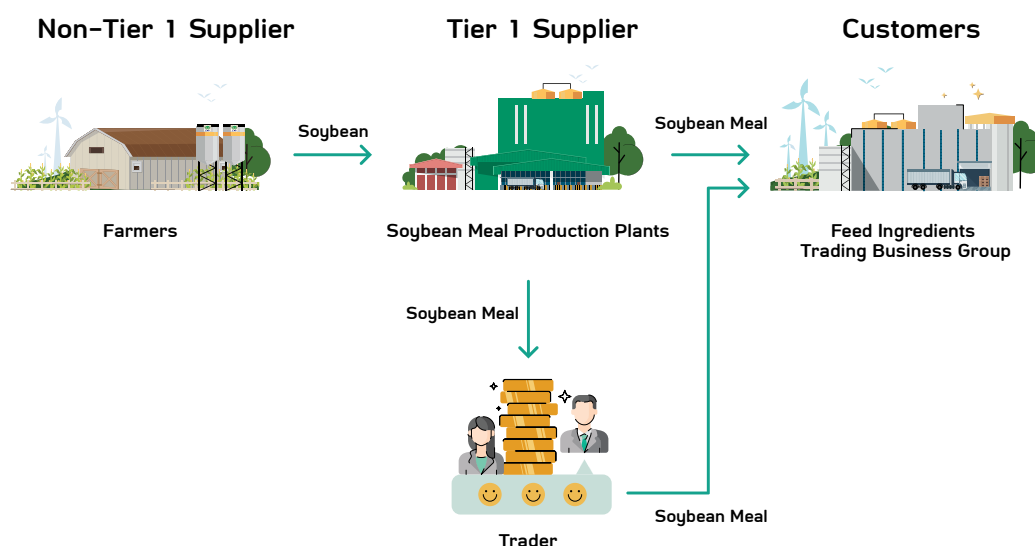 Non-Tier 1 Supplier
Tier 1 Supplier
Customers
Soybean
Soybean Meal
Farmers
Soybean Meal Production Plants
Feed Ingredients
Trading Business Group
Soybean Meal
Soybean Meal
Trader